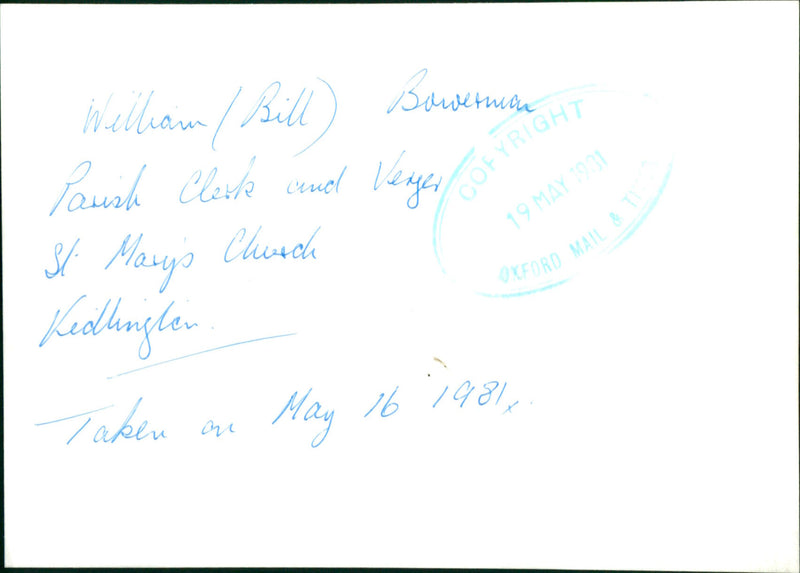 William (Bill) Bowerman
Parish Clerk and Verger
St. Mary's Church
Kidlington.
Taken on May 16 1981.
COPYRIGHT
19 MAY 1981
OXFORD MAIL & TIMES